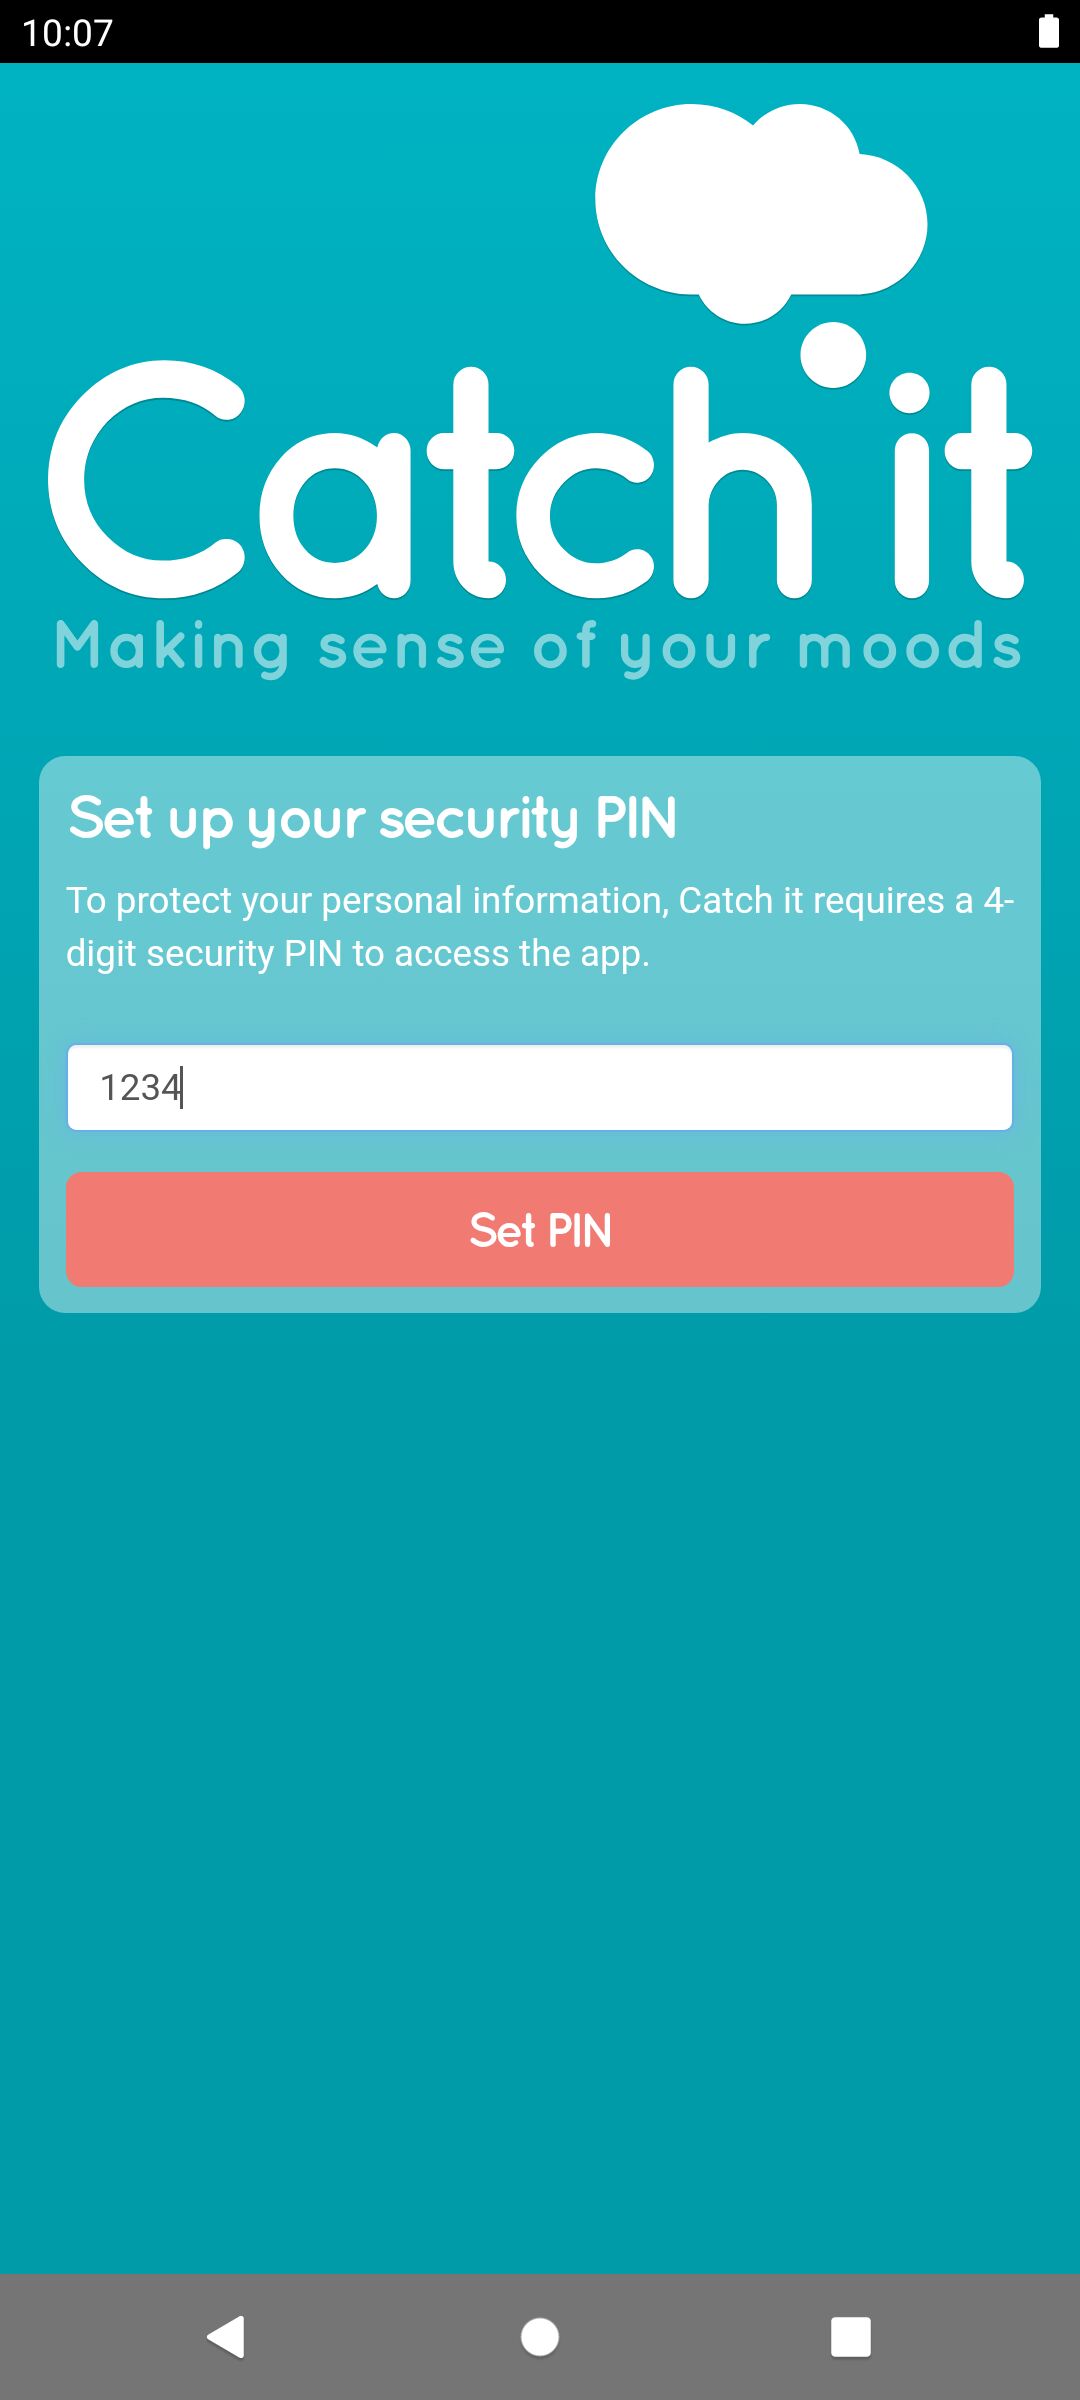 10:07
Catch it
Making sense of your moods
Set up your security PIN
To protect your personal information, Catch it requires a 4-
digit security PIN to access the app.
1234
Set PIN